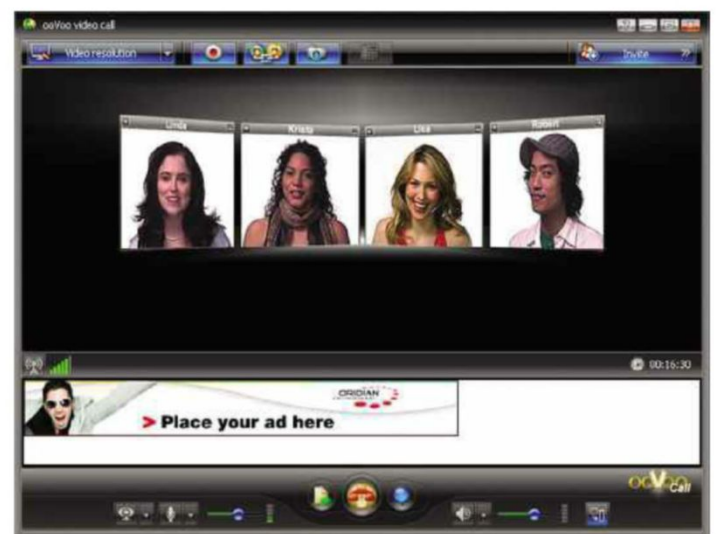 ooVoo video call
Video resolution
Invite
Linda
Krista
Lisa
Robert
00:16:30
ORIDIAN
> Place your ad here
ooVoo
Call